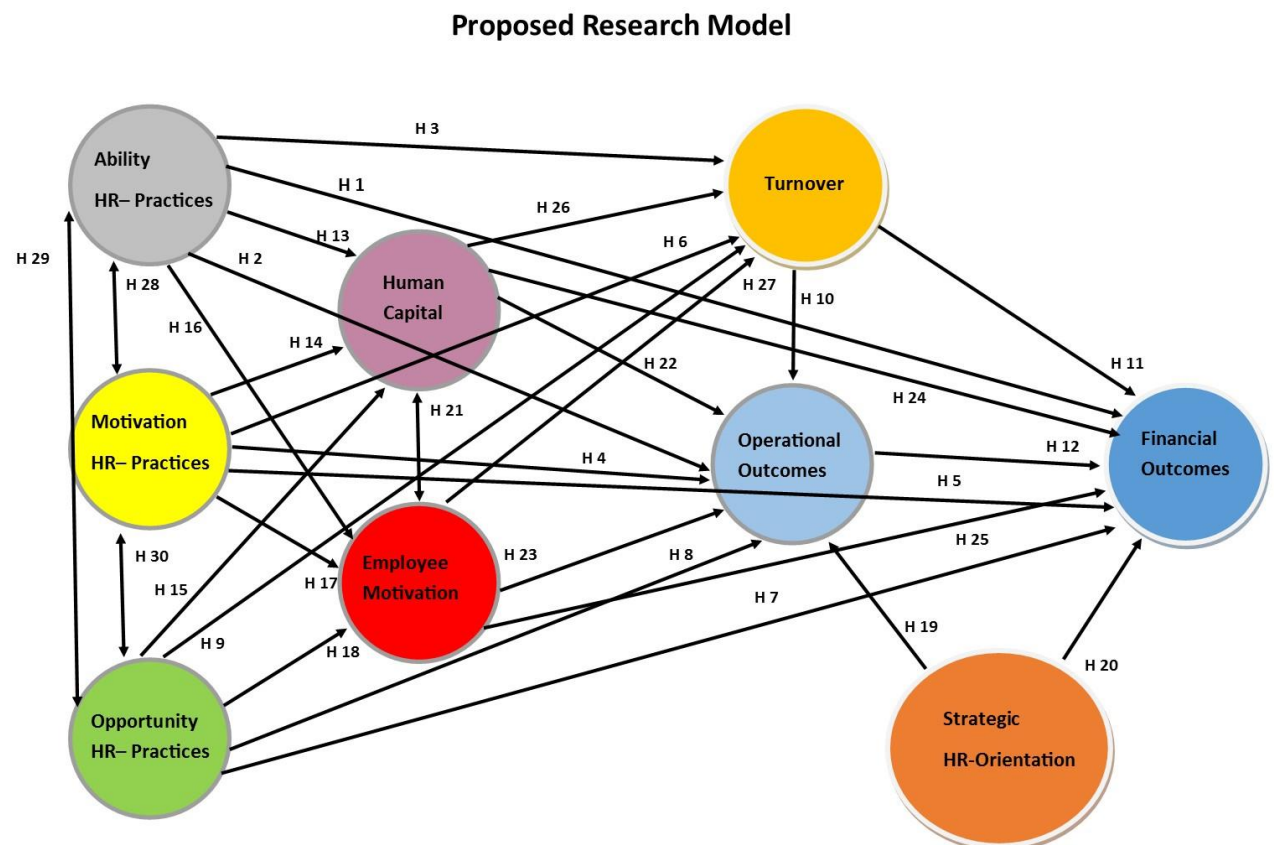 Proposed Research Model
H 3
Ability
HR– Practices
Turnover
H 1
H 26
H 13
H 6
H 29
H 2
H 28
Human
Capital
H 27
H 10
H 16
H 14
H 22
H 11
H 24
H 21
Motivation
HR– Practices
Operational
Outcomes
Financial
Outcomes
H 4
H 12
H 5
H 30
H 15
H 17
Employee
Motivation
H 23
H 8
H 25
H 7
H 9
H 18
H 19
H 20
Opportunity
HR– Practices
Strategic
HR-Orientation